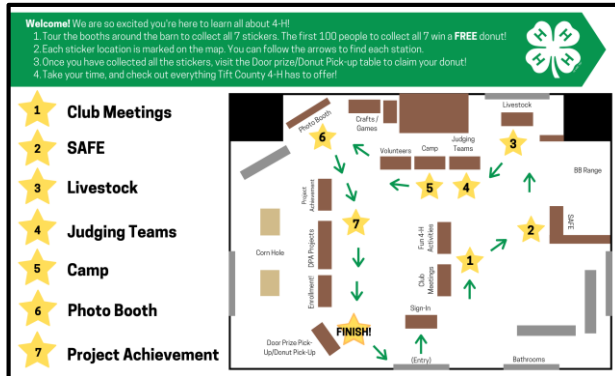 Welcome! We are so excited you're here to learn all about 4-H!
1. Tour the booths around the barn to collect all 7 stickers. The first 100 people to collect all 7 win a FREE donut!
2. Each sticker location is marked on the map. You can follow the arrows to find each station.
3. Once you have collected all the stickers, visit the Door prize/Donut Pick-up table to claim your donut!
4. Take your time, and check out everything Tift County 4-H has to offer!
H H
H H
1 Club Meetings
2 SAFE
3 Livestock
4 Judging Teams
5 Camp
6 Photo Booth
7 Project Achievement
Photo Booth
6
Crafts /
Games
Livestock
3
Volunteers
Camp
Judging
Teams
5
4
BB Range
Project
Achievement
7
Corn Hole
DPA Projects
Fun 4-H
Activities
SAFE
2
1
Enrollment!
Club
Meetings
Sign-In
FINISH!
Door Prize Pick-
Up/Donut Pick-Up
(Entry)
Bathrooms